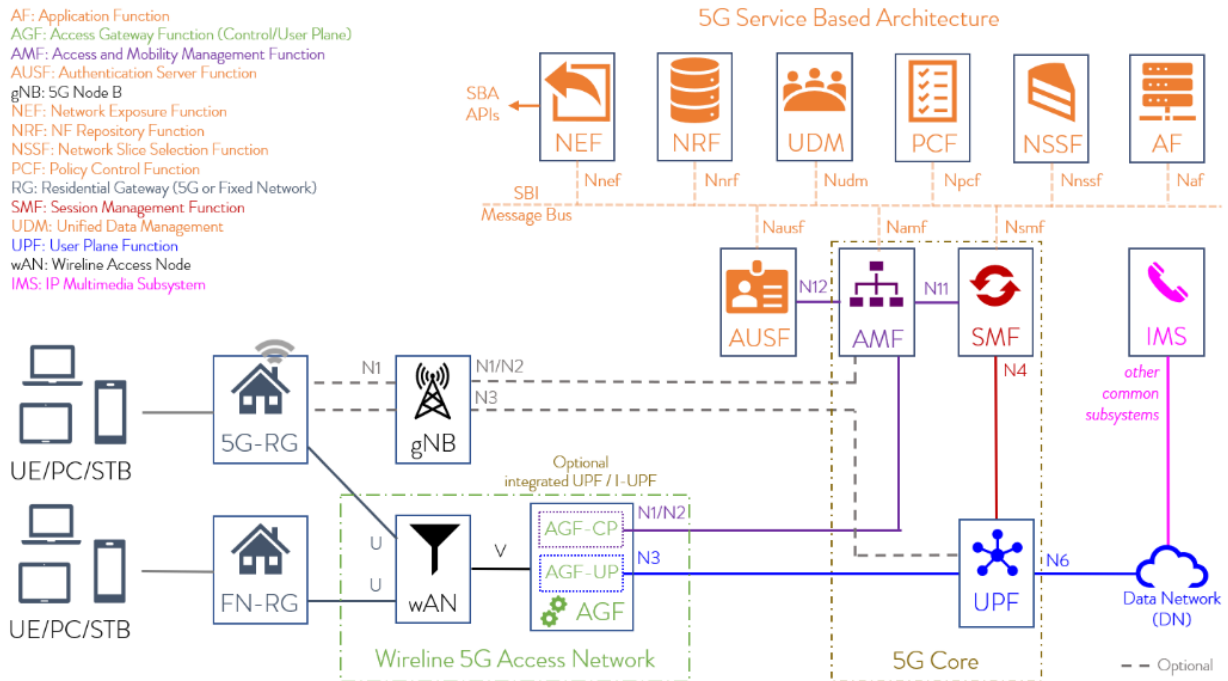 AF: Application Function
AGF: Access Gateway Function (Control/User Plane)
AMF: Access and Mobility Management Function
AUSF: Authentication Server Function
gNB: 5G Node B
NEF: Network Exposure Function
NRF: NF Repository Function
NSSF: Network Slice Selection Function
PCF: Policy Control Function
RG: Residential Gateway (5G or Fixed Network)
SMF: Session Management Function
UDM: Unified Data Management
UPF: User Plane Function
wAN: Wireline Access Node
IMS: IP Multimedia Subsystem
5G Service Based Architecture
SBA
APIs
NEF
NRF
UDM
PCF
NSSF
AF
Nnef
Nnrf
Nudm
Npcf
Nnssf
Naf
SBI
Message Bus
Nausf
Namf
Nsmf
AUSF
N12
AMF
N11
SMF
IMS
N4
other
common
subsystems
UE/PC/STB
5G-RG
N1
gNB
N1/N2
N3
Optional
integrated UPF / I-UPF
UE/PC/STB
FN-RG
U
U
wAN
V
AGF-CP
AGF-UP
AGF
N1/N2
N3
UPF
N6
Data Network
(DN)
Wireline 5G Access Network
5G Core
Optional